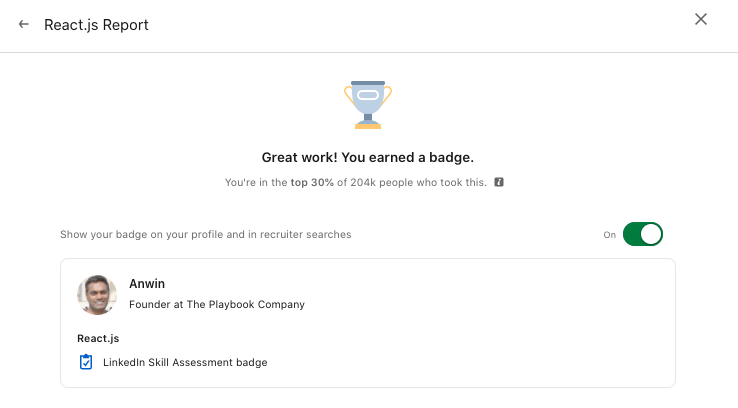 React.js Report
Great work! You earned a badge.
You're in the top 30% of 204k people who took this.
Show your badge on your profile and in recruiter searches
On
Anwin
Founder at The Playbook Company
React.js
LinkedIn Skill Assessment badge